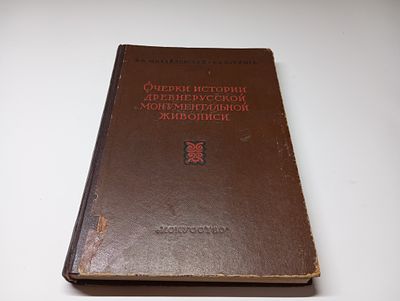 Очерки истории
древнерусской
монументальной
живописи
"Искусство"